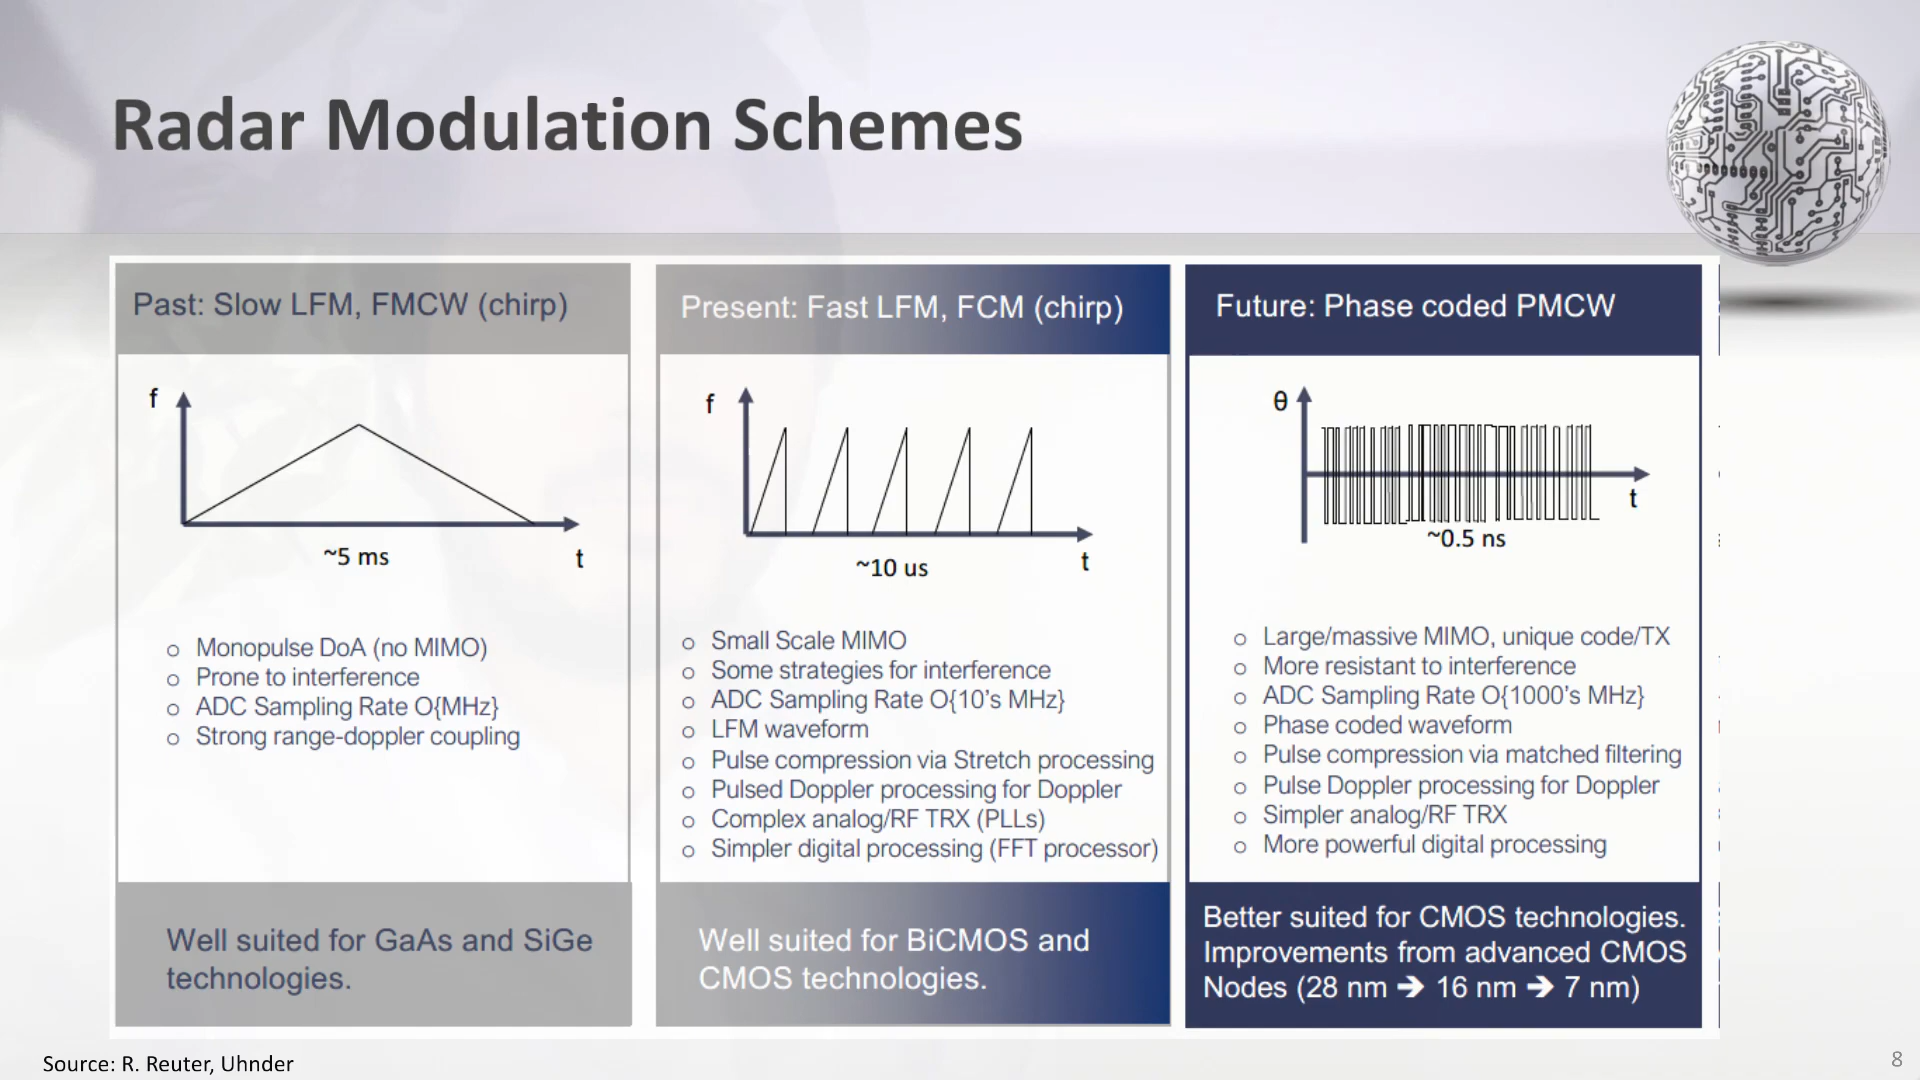 Radar Modulation Schemes
Past: Slow LFM, FMCW (chirp)
f
~5 ms
t
o Monopulse DoA (no MIMO)
o Prone to interference
o ADC Sampling Rate O{MHz}
o Strong range-doppler coupling
Well suited for GaAs and SiGe
technologies.
Present: Fast LFM, FCM (chirp)
f
~10 us
t
o Small Scale MIMO
o Some strategies for interference
o ADC Sampling Rate O{10's MHz}
o LFM waveform
o Pulse compression via Stretch processing
o Pulsed Doppler processing for Doppler
o Complex analog/RF TRX (PLLs)
o Simpler digital processing (FFT processor)
Well suited for BiCMOS and
CMOS technologies.
Future: Phase coded PMCW
θ
t
~0.5 ns
o Large/massive MIMO, unique code/TX
o More resistant to interference
o ADC Sampling Rate O{1000's MHz}
o Phase coded waveform
o Pulse compression via matched filtering
o Pulse Doppler processing for Doppler
o Simpler analog/RF TRX
o More powerful digital processing
Better suited for CMOS technologies.
Improvements from advanced CMOS
Nodes (28 nm ➔ 16 nm ➔ 7 nm)
Source: R. Reuter, Uhnder
8